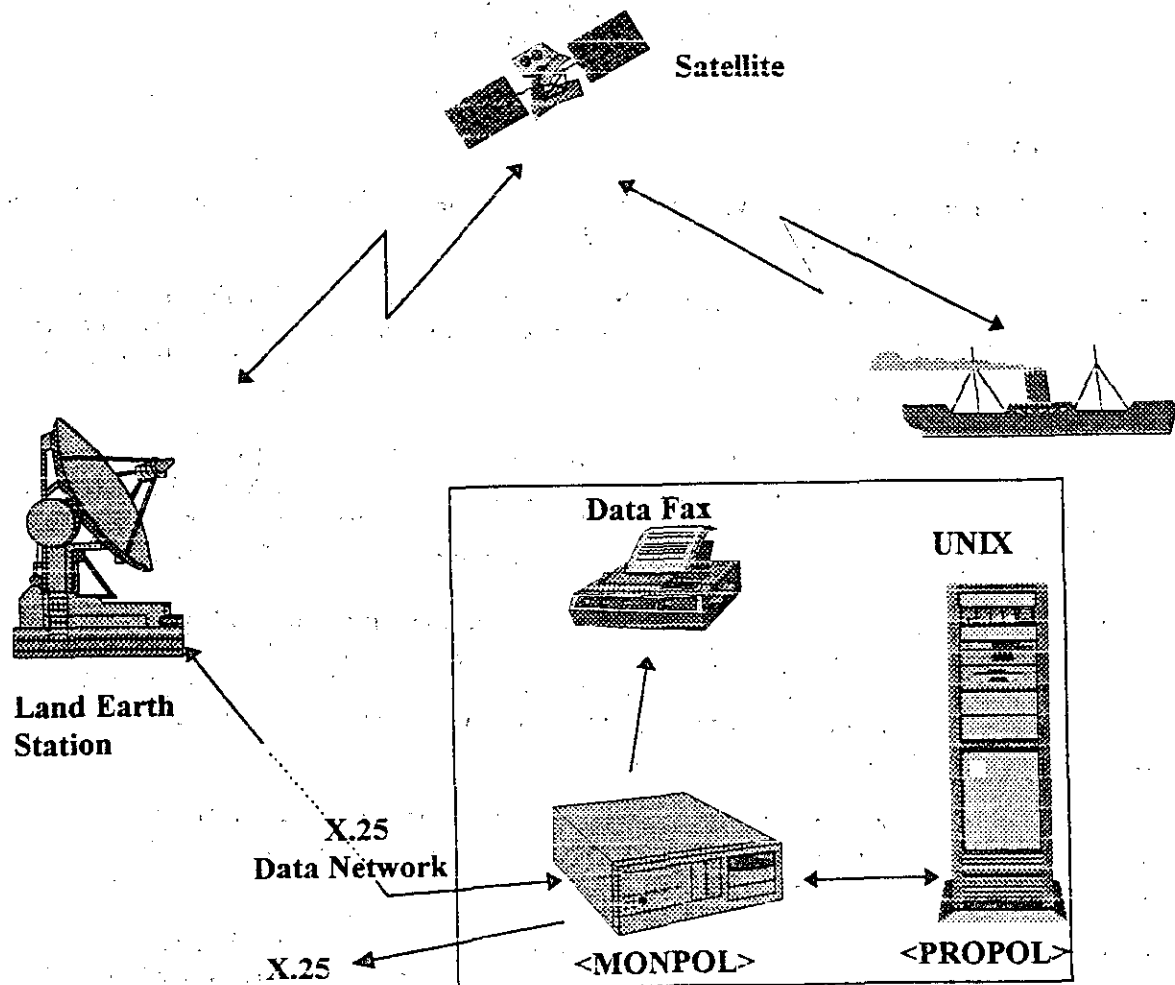 Satellite
Data Fax
UNIX
Land Earth
Station
X.25
Data Network
X.25
<MONPOL>
<PROPOL>